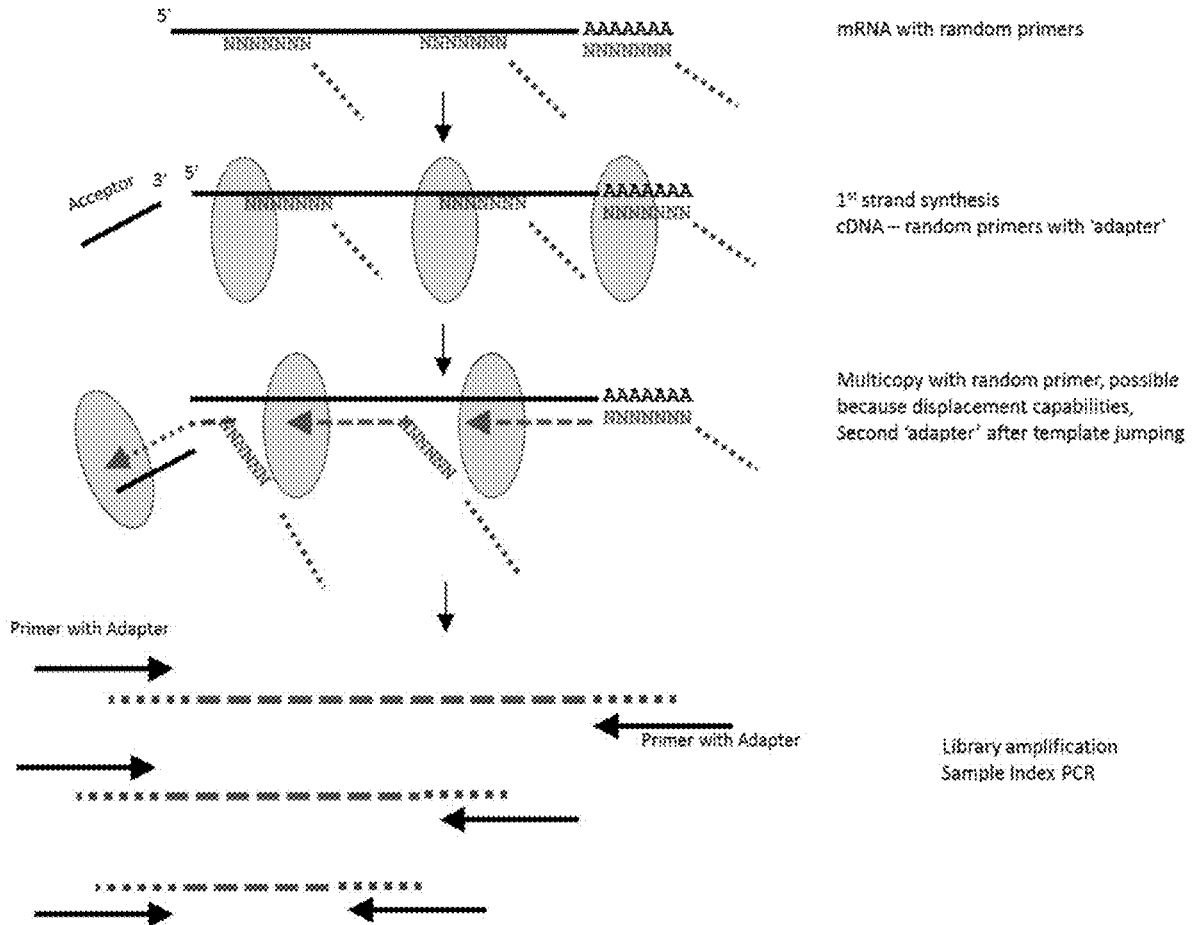 5'
AAAAAAA
mRNA with ramdom primers
NNNNNNN
NNNNNNN
NNNNNNN
Acceptor
3'
5'
AAAAAAA
1st strand synthesis
NNNNNNN
NNNNNNN
NNNNNNN
cDNA – random primers with 'adapter'
Multicopy with random primer, possible
AAAAAAA
because displacement capabilities,
NNNNNNN
NNNNNNN
NNNNNNN
Second 'adapter' after template jumping
Primer with Adapter
Primer with Adapter
Library amplification
Sample Index PCR